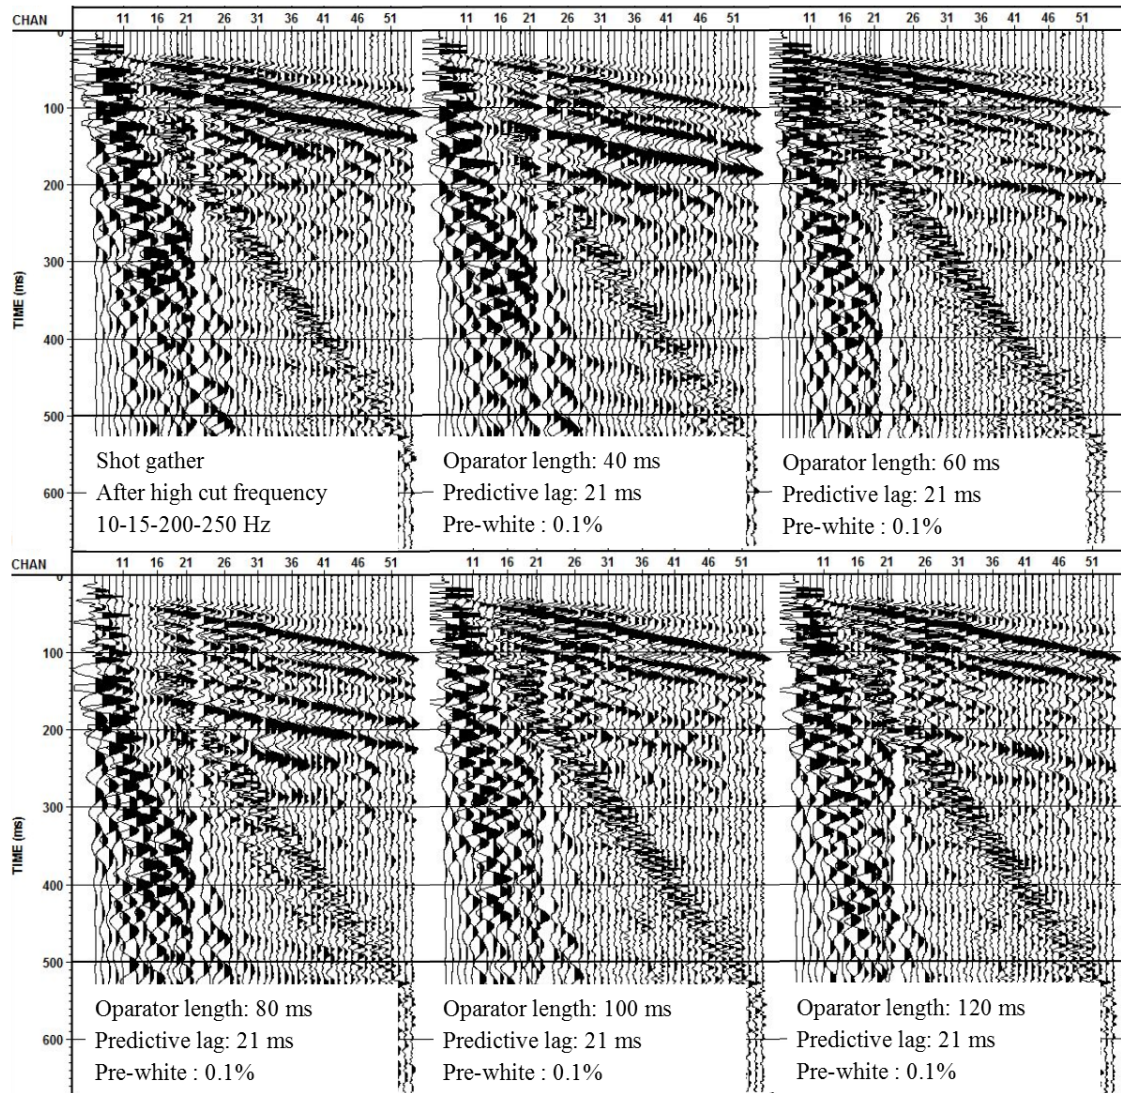 CHAN 11 16 21 26 31 36 41 46 51 11 16 21 26 31 36 41 46 51 11 16 21 26 31 36 41 46 51
0
100
200
300
400
500
600
TIME (ms)
Shot gather
After high cut frequency
10-15-200-250 Hz
Oparator length: 40 ms
Predictive lag: 21 ms
Pre-white : 0.1%
Oparator length: 60 ms
Predictive lag: 21 ms
Pre-white : 0.1%
CHAN 11 16 21 26 31 36 41 46 51 11 16 21 26 31 36 41 46 51 11 16 21 26 31 36 41 46 51
0
100
200
300
400
500
600
TIME (ms)
Oparator length: 80 ms
Predictive lag: 21 ms
Pre-white : 0.1%
Oparator length: 100 ms
Predictive lag: 21 ms
Pre-white : 0.1%
Oparator length: 120 ms
Predictive lag: 21 ms
Pre-white : 0.1%